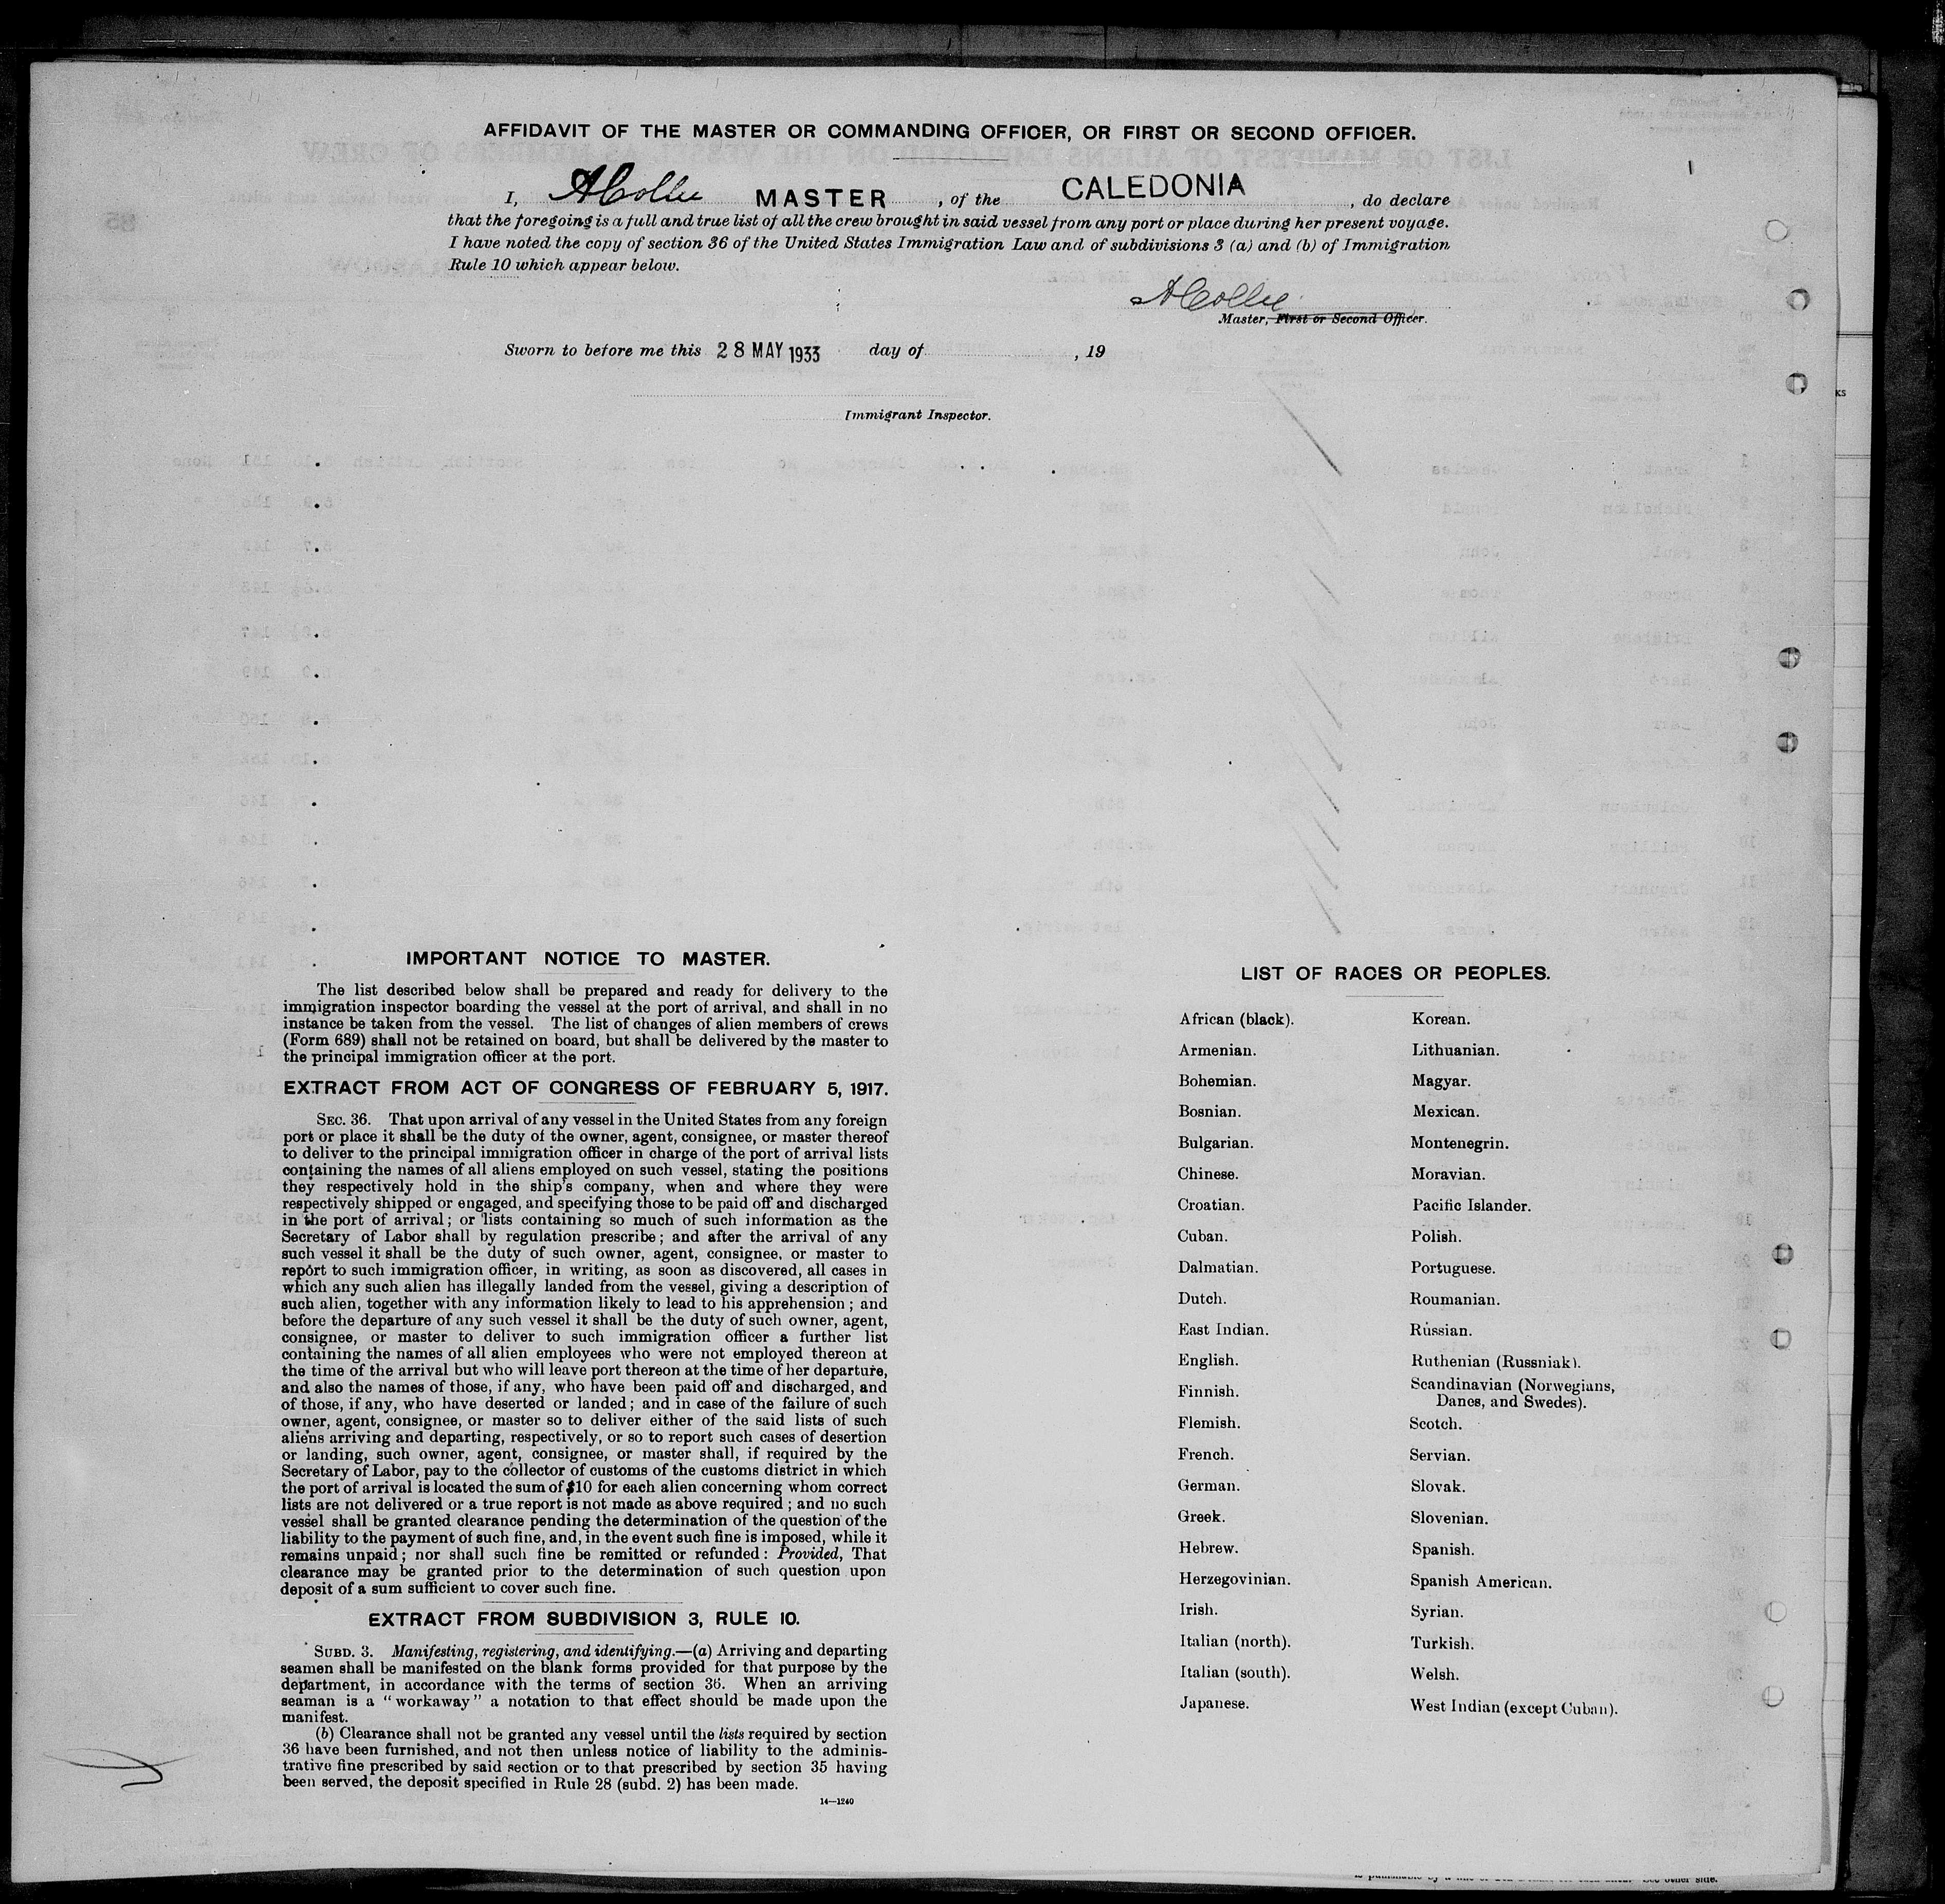 AFFIDAVIT OF THE MASTER OR COMMANDING OFFICER, OR FIRST OR SECOND OFFICER.
I, A Collie MASTER, of the CALEDONIA, do declare
that the foregoing is a full and true list of all the crew brought in said vessel from any port or place during her present voyage.
I have noted the copy of section 36 of the United States Immigration Law and of subdivisions 3 (a) and (b) of Immigration
Rule 10 which appear below.
A Collie
Master, First or Second Officer.
Sworn to before me this 28 MAY 1933 day of , 19
Immigrant Inspector.
IMPORTANT NOTICE TO MASTER.
The list described below shall be prepared and ready for delivery to the
immigration inspector boarding the vessel at the port of arrival, and shall in no
instance be taken from the vessel. The list of changes of alien members of crews
(Form 689) shall not be retained on board, but shall be delivered by the master to
the principal immigration officer at the port.
EXTRACT FROM ACT OF CONGRESS OF FEBRUARY 5, 1917.
SEC. 36. That upon arrival of any vessel in the United States from any foreign
port or place it shall be the duty of the owner, agent, consignee, or master thereof
to deliver to the principal immigration officer in charge of the port of arrival lists
containing the names of all aliens employed on such vessel, stating the positions
they respectively hold in the ship's company, when and where they were
respectively shipped or engaged, and specifying those to be paid off and discharged
in the port of arrival; or lists containing so much of such information as the
Secretary of Labor shall by regulation prescribe; and after the arrival of any
such vessel it shall be the duty of such owner, agent, consignee, or master to
report to such immigration officer, in writing, as soon as discovered, all cases in
which any such alien has illegally landed from the vessel, giving a description of
such alien, together with any information likely to lead to his apprehension; and
before the departure of any such vessel it shall be the duty of such owner, agent,
consignee, or master to deliver to such immigration officer a further list
containing the names of all alien employees who were not employed thereon at
the time of the arrival but who will leave port thereon at the time of her departure,
and also the names of those, if any, who have been paid off and discharged, and
of those, if any, who have deserted or landed; and in case of the failure of such
owner, agent, consignee, or master so to deliver either of the said lists of such
aliens arriving and departing, respectively, or so to report such cases of desertion
or landing, such owner, agent, consignee, or master shall, if required by the
Secretary of Labor, pay to the collector of customs of the customs district in which
the port of arrival is located the sum of $10 for each alien concerning whom correct
lists are not delivered or a true report is not made as above required; and no such
vessel shall be granted clearance pending the determination of the question of the
liability to the payment of such fine, and, in the event such fine is imposed, while it
remains unpaid; nor shall such fine be remitted or refunded: Provided, That
clearance may be granted prior to the determination of such question upon
deposit of a sum sufficient to cover such fine.
EXTRACT FROM SUBDIVISION 3, RULE 10.
SUBD. 3. Manifesting, registering, and identifying.—(a) Arriving and departing
seamen shall be manifested on the blank forms provided for that purpose by the
department, in accordance with the terms of section 36. When an arriving
seaman is a "workaway" a notation to that effect should be made upon the
manifest.
(b) Clearance shall not be granted any vessel until the lists required by section
36 have been furnished, and not then unless notice of liability to the adminis-
trative fine prescribed by said section or to that prescribed by section 35 having
been served, the deposit specified in Rule 28 (subd. 2) has been made.
14—1240
LIST OF RACES OR PEOPLES.
African (black).
Armenian.
Bohemian.
Bosnian.
Bulgarian.
Chinese.
Croatian.
Cuban.
Dalmatian.
Dutch.
East Indian.
English.
Finnish.
Flemish.
French.
German.
Greek.
Hebrew.
Herzegovinian.
Irish.
Italian (north).
Italian (south).
Japanese.
Korean.
Lithuanian.
Magyar.
Mexican.
Montenegrin.
Moravian.
Pacific Islander.
Polish.
Portuguese.
Roumanian.
Russian.
Ruthenian (Russniak).
Scandinavian (Norwegians,
Danes, and Swedes).
Scotch.
Servian.
Slovak.
Slovenian.
Spanish.
Spanish American.
Syrian.
Turkish.
Welsh.
West Indian (except Cuban).